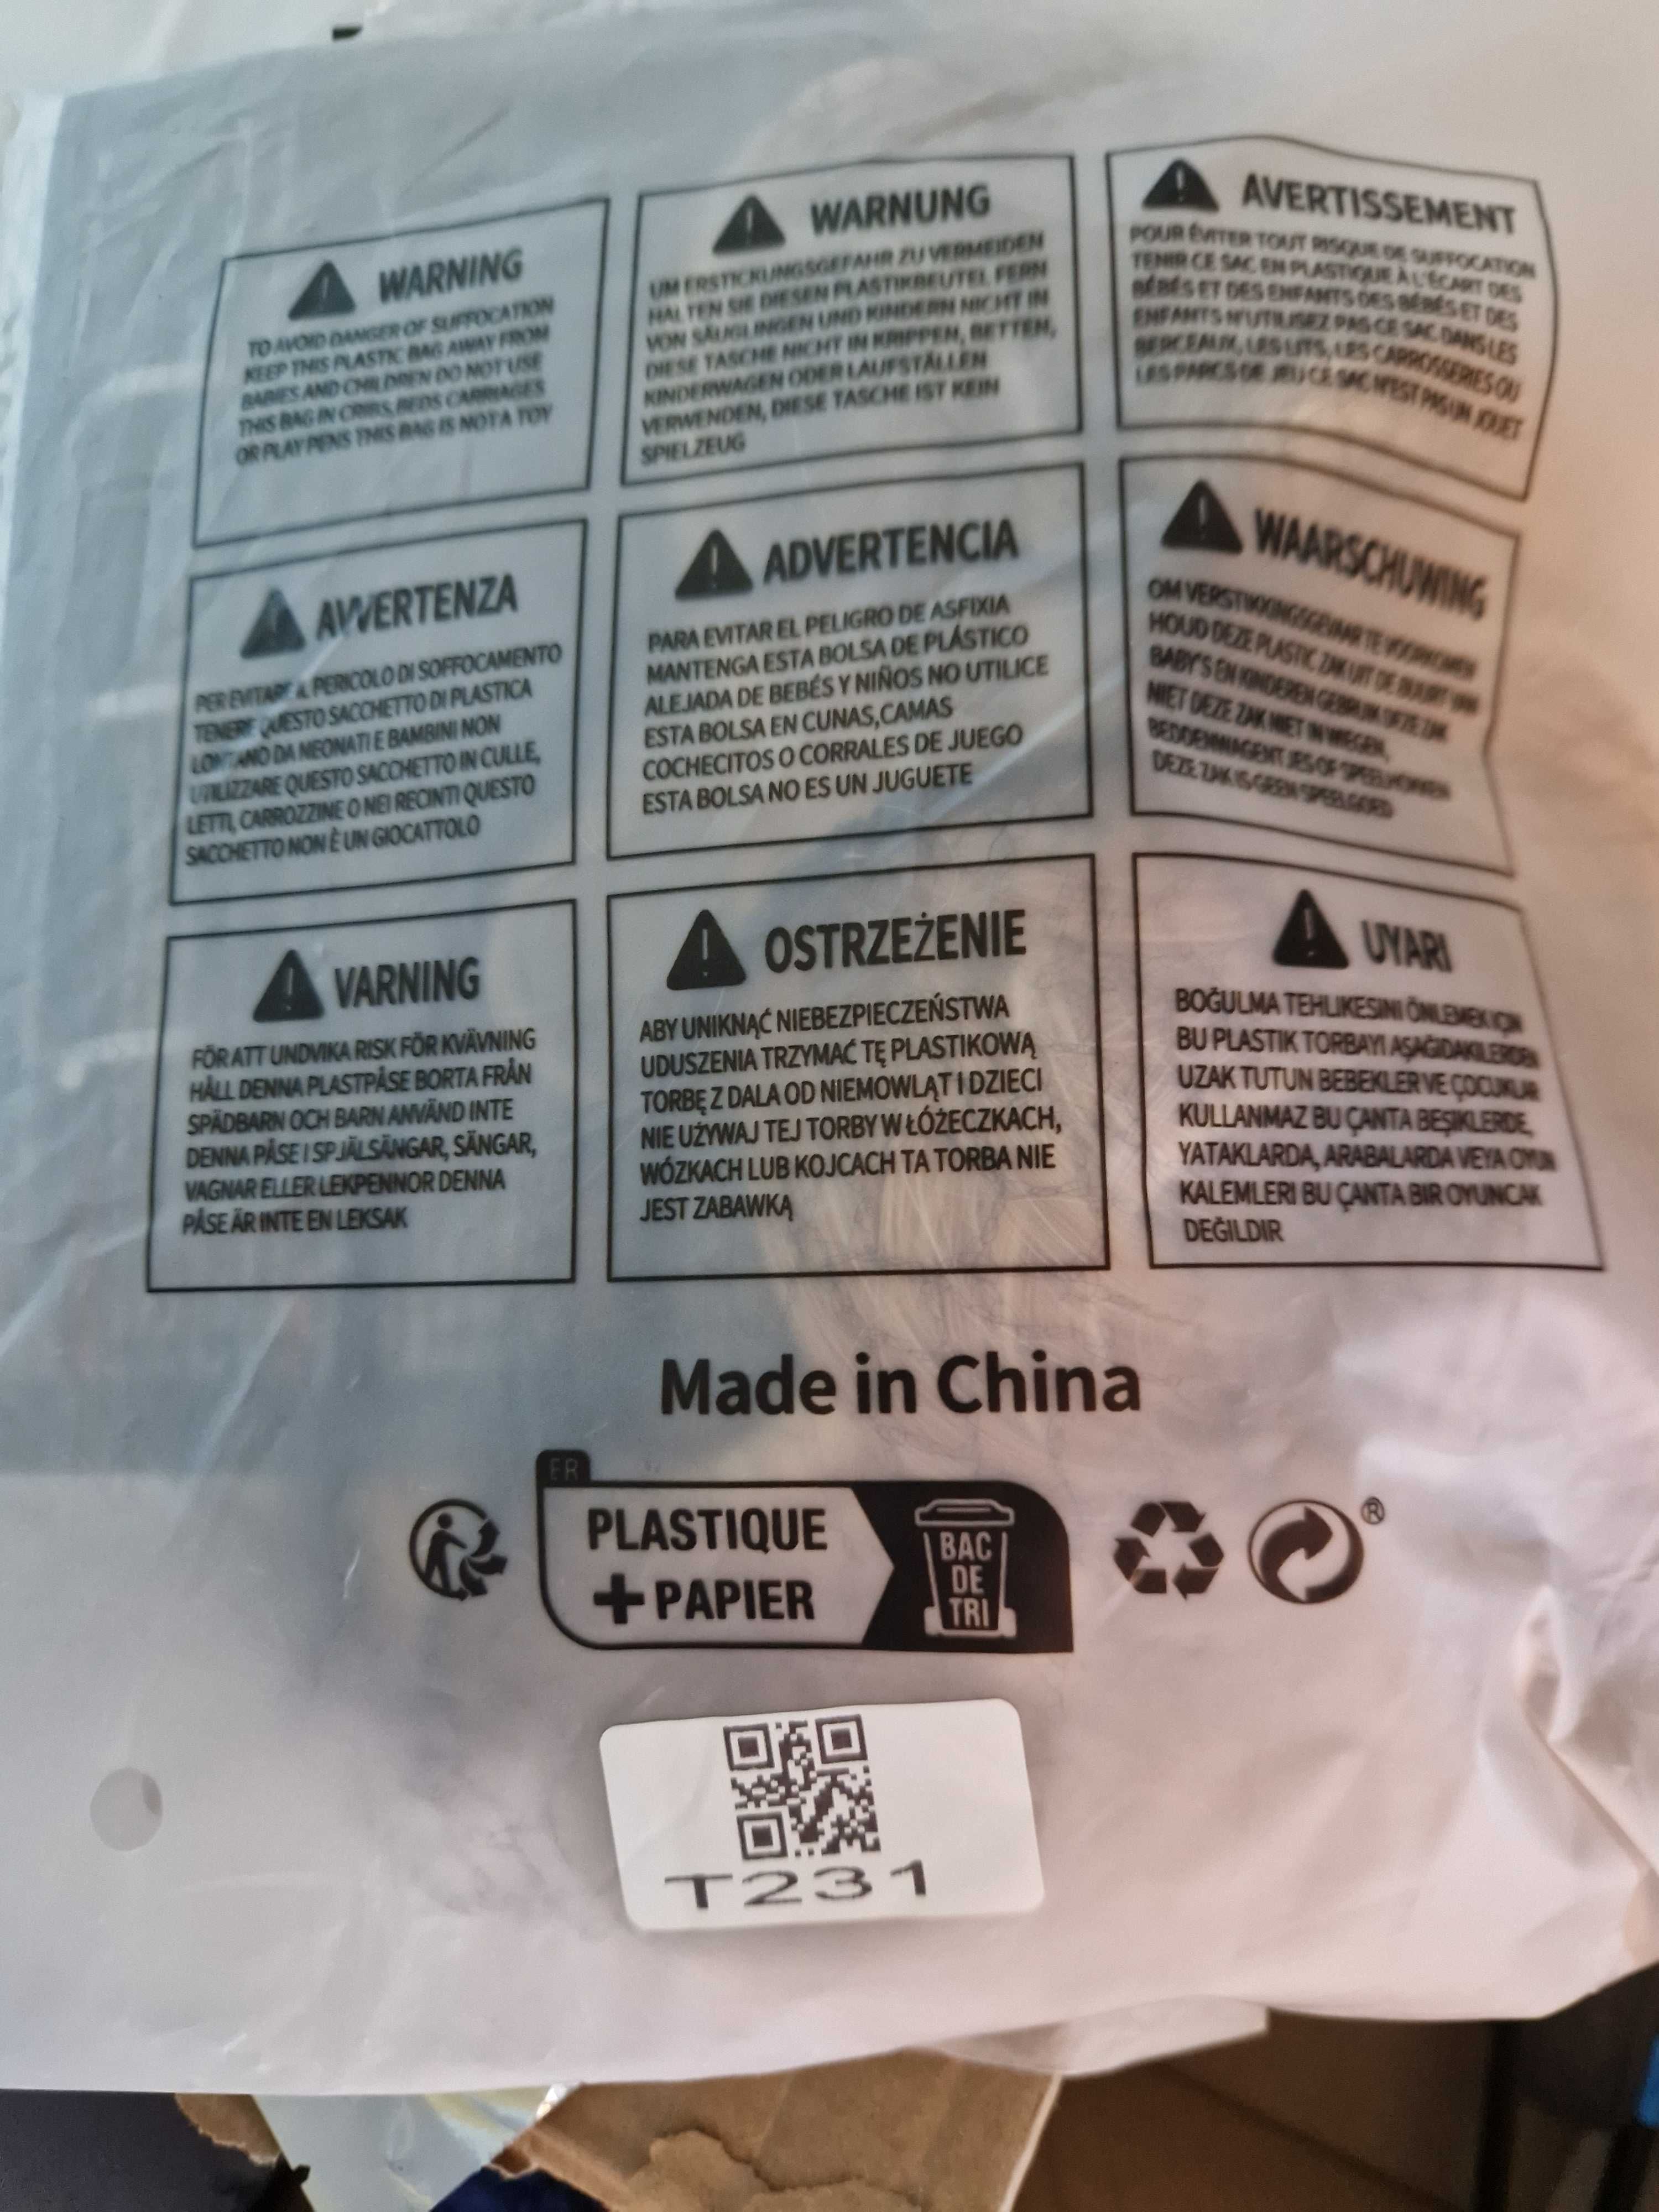 WARNING
TO AVOID DANGER OF SUFFOCATION
KEEP THIS PLASTIC BAG AWAY FROM
BABIES AND CHILDREN DO NOT USE
THIS BAG IN CRIBS, BEDS CARRIAGES
OR PLAY PENS THIS BAG IS NOT A TOY
WARNUNG
UM ERSTICKUNGSGEFAHR ZU VERMEIDEN
HALTEN SIE DIESEN PLASTIKBEUTEL FERN
VON SÄUGLINGEN UND KINDERN NICHT IN
DIESE TASCHE NICHT IN KRIPPEN, BETTEN,
KINDERWAGEN ODER LAUFSTÄLLEN
VERWENDEN, DIESE TASCHE IST KEIN
SPIELZEUG
AVERTISSEMENT
POUR ÉVITER TOUT RISQUE DE SUFFOCATION
TENIR CE SAC EN PLASTIQUE À L'ÉCART DES
BÉBÉS ET DES ENFANTS DES BÉBÉS ET DES
ENFANTS N'UTILISEZ PAS CE SAC DANS LES
BERCEAUX, LES LITS, LES CARROSSERIES OU
LES PARCS DE JEU CE SAC N'EST PAS UN JOUET
AVVERTENZA
PER EVITARE IL PERICOLO DI SOFFOCAMENTO
TENERE QUESTO SACCHETTO DI PLASTICA
LONTANO DA NEONATI E BAMBINI NON
UTILIZZARE QUESTO SACCHETTO IN CULLE,
LETTI, CARROZZINE O NEI RECINTI QUESTO
SACCHETTO NON È UN GIOCATTOLO
ADVERTENCIA
PARA EVITAR EL PELIGRO DE ASFIXIA
MANTENGA ESTA BOLSA DE PLÁSTICO
ALEJADA DE BEBÉS Y NIÑOS NO UTILICE
ESTA BOLSA EN CUNAS,CAMAS
COCHECITOS O CORRALES DE JUEGO
ESTA BOLSA NO ES UN JUGUETE
WAARSCHUWING
OM VERSTIKKINGSGEVAAR TE VOORKOMEN
HOUD DEZE PLASTIC ZAK UIT DE BUURT VAN
BABY'S EN KINDEREN GEBRUIK DEZE ZAK
NIET DEZE ZAK NIET IN WIEGEN,
BEDDENWAGENTJES OF SPEELHOKKEN
DEZE ZAK IS GEEN SPEELGOED
VARNING
FÖR ATT UNDVIKA RISK FÖR KVÄVNING
HÅLL DENNA PLASTPÅSE BORTA FRÅN
SPÄDBARN OCH BARN ANVÄND INTE
DENNA PÅSE I SPJÄLSÄNGAR, SÄNGAR,
VAGNAR ELLER LEKPENNOR DENNA
PÅSE ÄR INTE EN LEKSAK
OSTRZEŻENIE
ABY UNIKNĄĆ NIEBEZPIECZEŃSTWA
UDUSZENIA TRZYMAĆ TĘ PLASTIKOWĄ
TORBĘ Z DALA OD NIEMOWLĄT I DZIECI
NIE UŻYWAJ TEJ TORBY W ŁÓŻECZKACH,
WÓZKACH LUB KOJCACH TA TORBA NIE
JEST ZABAWKĄ
UYARI
BOĞULMA TEHLIKESINI ÖNLEMEK IÇIN
BU PLASTIK TORBAYI AŞAĞIDAKILERDEN
UZAK TUTUN BEBEKLER VE ÇOCUKLAR
KULLANMAZ BU ÇANTA BEŞIKLERDE,
YATAKLARDA, ARABALARDA VEYA OYUN
KALEMLERI BU ÇANTA BIR OYUNCAK
DEĞILDIR
Made in China
FR
PLASTIQUE
+ PAPIER
BAC
DE
TRI
®
T231